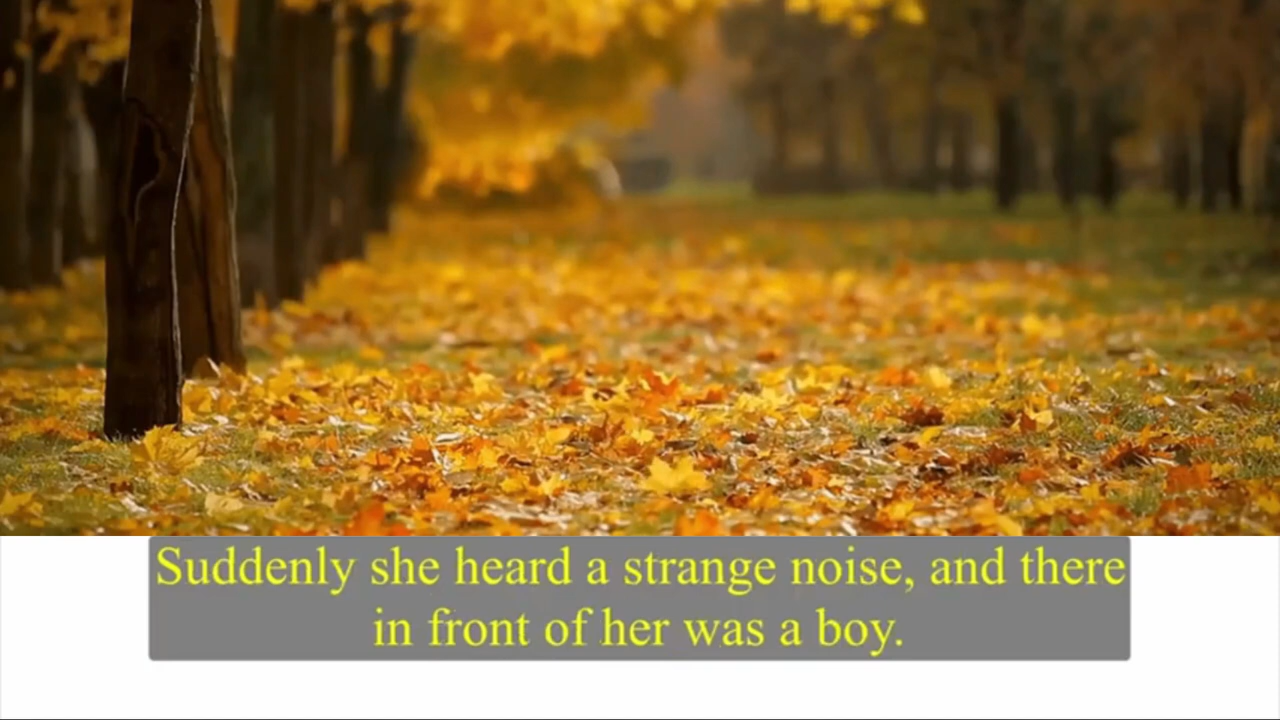 Suddenly she heard a strange noise, and there
in front of her was a boy.